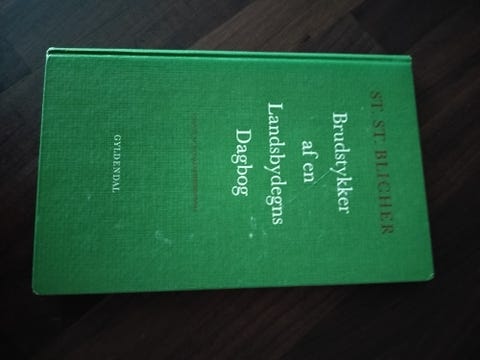 ST. ST. BLICHER
Brudstykker
af en
Landsbydegns
Dagbog
GYLDENDAL